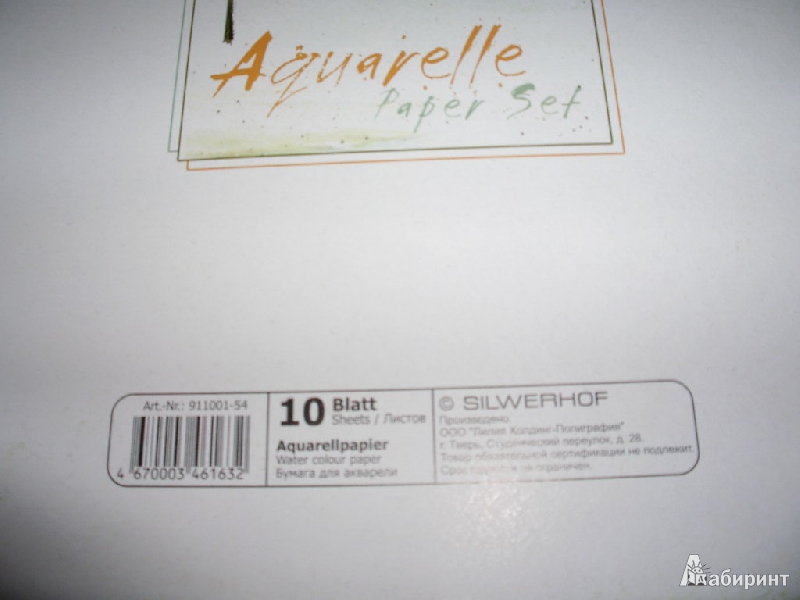 Aquarelle
Paper Set
Art.-Nr.: 911001-54
4 670003 461632
10 Blatt
Sheets / Листов
Aquarellpapier
Water colour paper
Бумага для акварели
© SILWERHOF
Произведено:
ООО "Лилия Холдинг-Полиграфия"
г. Тверь, Студенческий переулок, д. 28.
Товар обязательной сертификации не подлежит.
Срок годности не ограничен.
Лабиринт